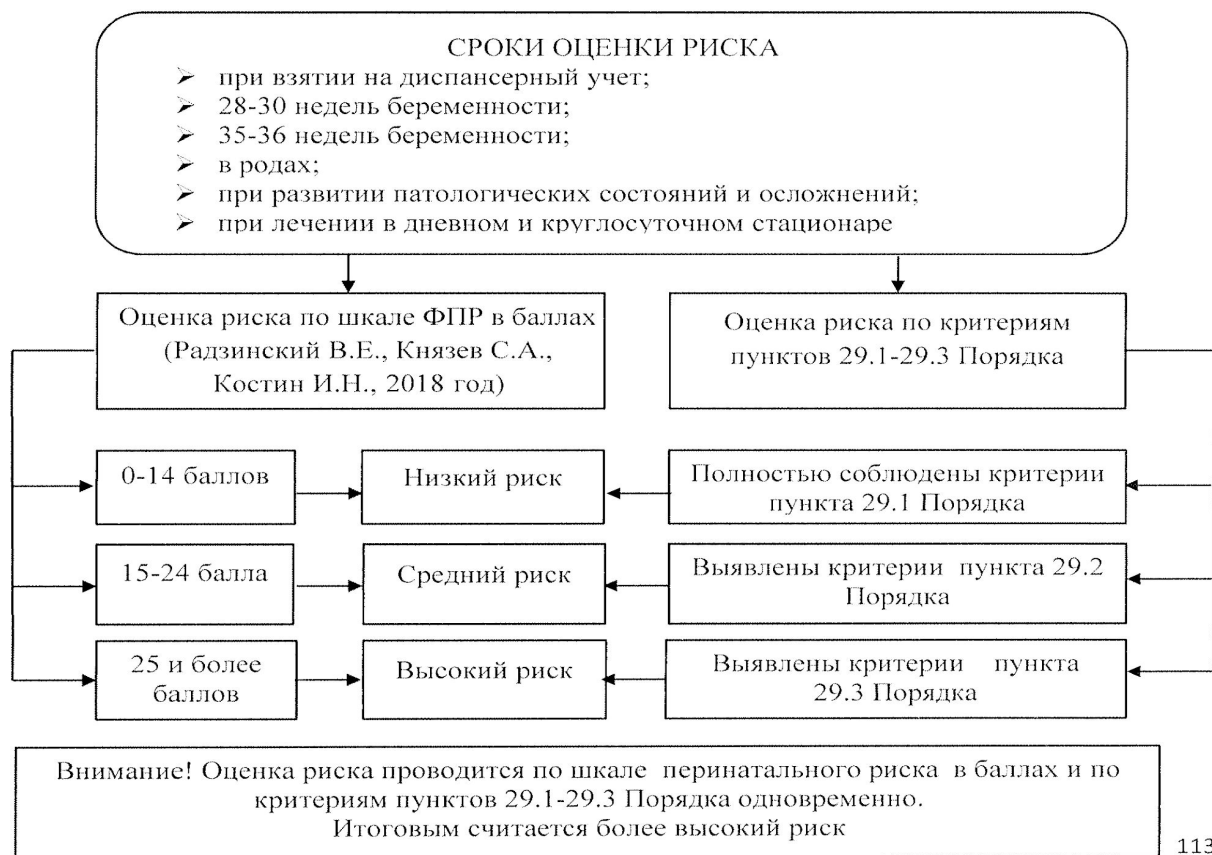 СРОКИ ОЦЕНКИ РИСКА
➢ при взятии на диспансерный учет;
➢ 28-30 недель беременности;
➢ 35-36 недель беременности;
➢ в родах;
➢ при развитии патологических состояний и осложнений;
➢ при лечении в дневном и круглосуточном стационаре
Оценка риска по шкале ФПР в баллах
(Радзинский В.Е., Князев С.А.,
Костин И.Н., 2018 год)
Оценка риска по критериям
пунктов 29.1-29.3 Порядка
0-14 баллов
Низкий риск
Полностью соблюдены критерии
пункта 29.1 Порядка
15-24 балла
Средний риск
Выявлены критерии пункта 29.2
Порядка
25 и более
баллов
Высокий риск
Выявлены критерии пункта
29.3 Порядка
Внимание! Оценка риска проводится по шкале перинатального риска в баллах и по
критериям пунктов 29.1-29.3 Порядка одновременно.
Итоговым считается более высокий риск
113